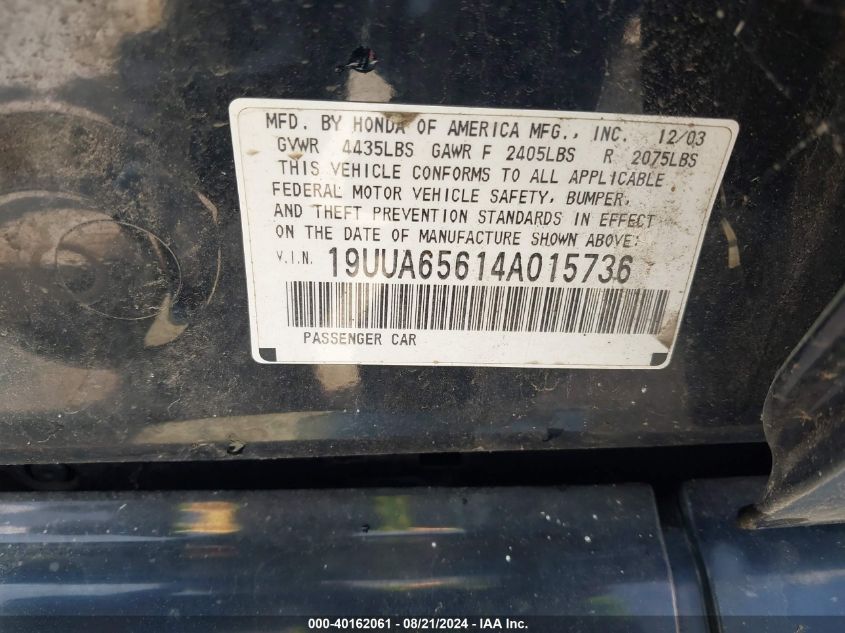 MFD. BY HONDA OF AMERICA MFG., INC. 12/03
GVWR 4435LBS GAWR F 2405LBS R 2075LBS
THIS VEHICLE CONFORMS TO ALL APPLICABLE
FEDERAL MOTOR VEHICLE SAFETY, BUMPER,
AND THEFT PREVENTION STANDARDS IN EFFECT
ON THE DATE OF MANUFACTURE SHOWN ABOVE:
V.I.N. 19UUA65614A015736
PASSENGER CAR
000-40162061 - 08/21/2024 - IAA Inc.